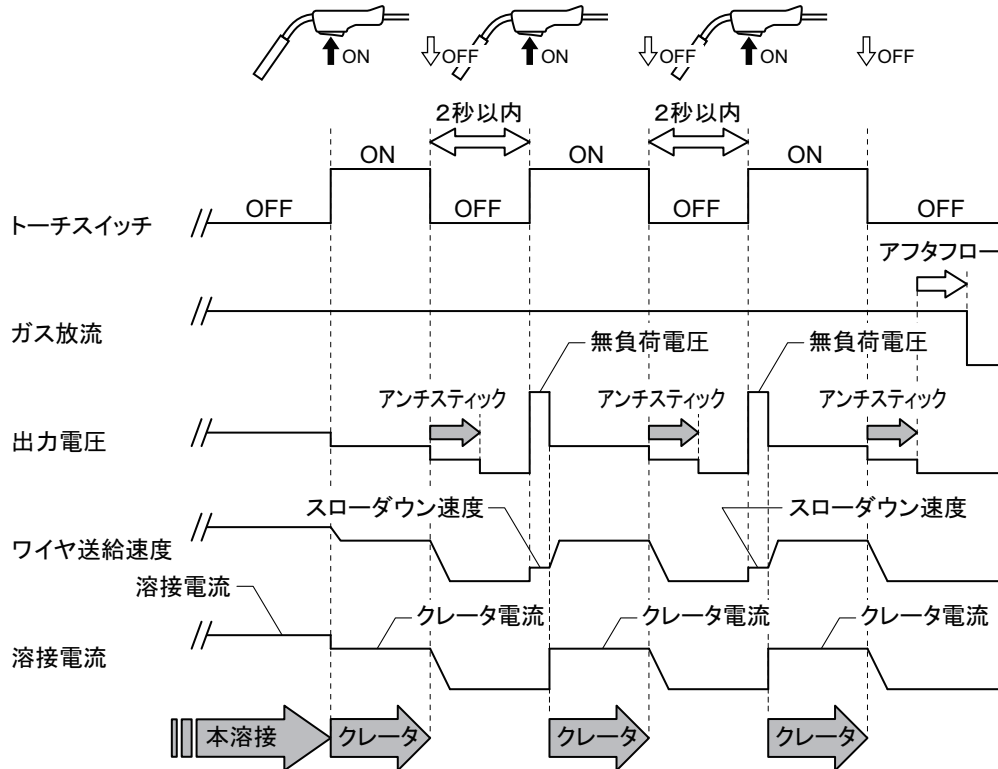 ON
OFF
ON
OFF
ON
OFF
2秒以内
2秒以内
ON
ON
ON
トーチスイッチ
OFF
OFF
OFF
OFF
アフタフロー
ガス放流
無負荷電圧
無負荷電圧
アンチスティック
アンチスティック
アンチスティック
出力電圧
スローダウン速度
スローダウン速度
ワイヤ送給速度
溶接電流
クレータ電流
クレータ電流
クレータ電流
溶接電流
本溶接
クレータ
クレータ
クレータ